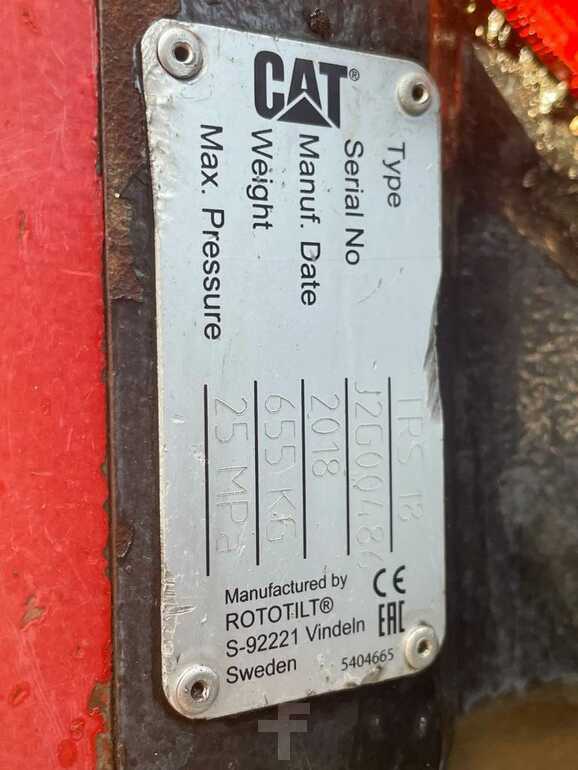 CAT®
Type TRS 18
Serial No
Manuf. Date 2018
Weight 655 KG
Max. Pressure 25 MPa
Manufactured by
ROTOTILT®
S-92221 Vindeln
Sweden
CE
EAC
5404665